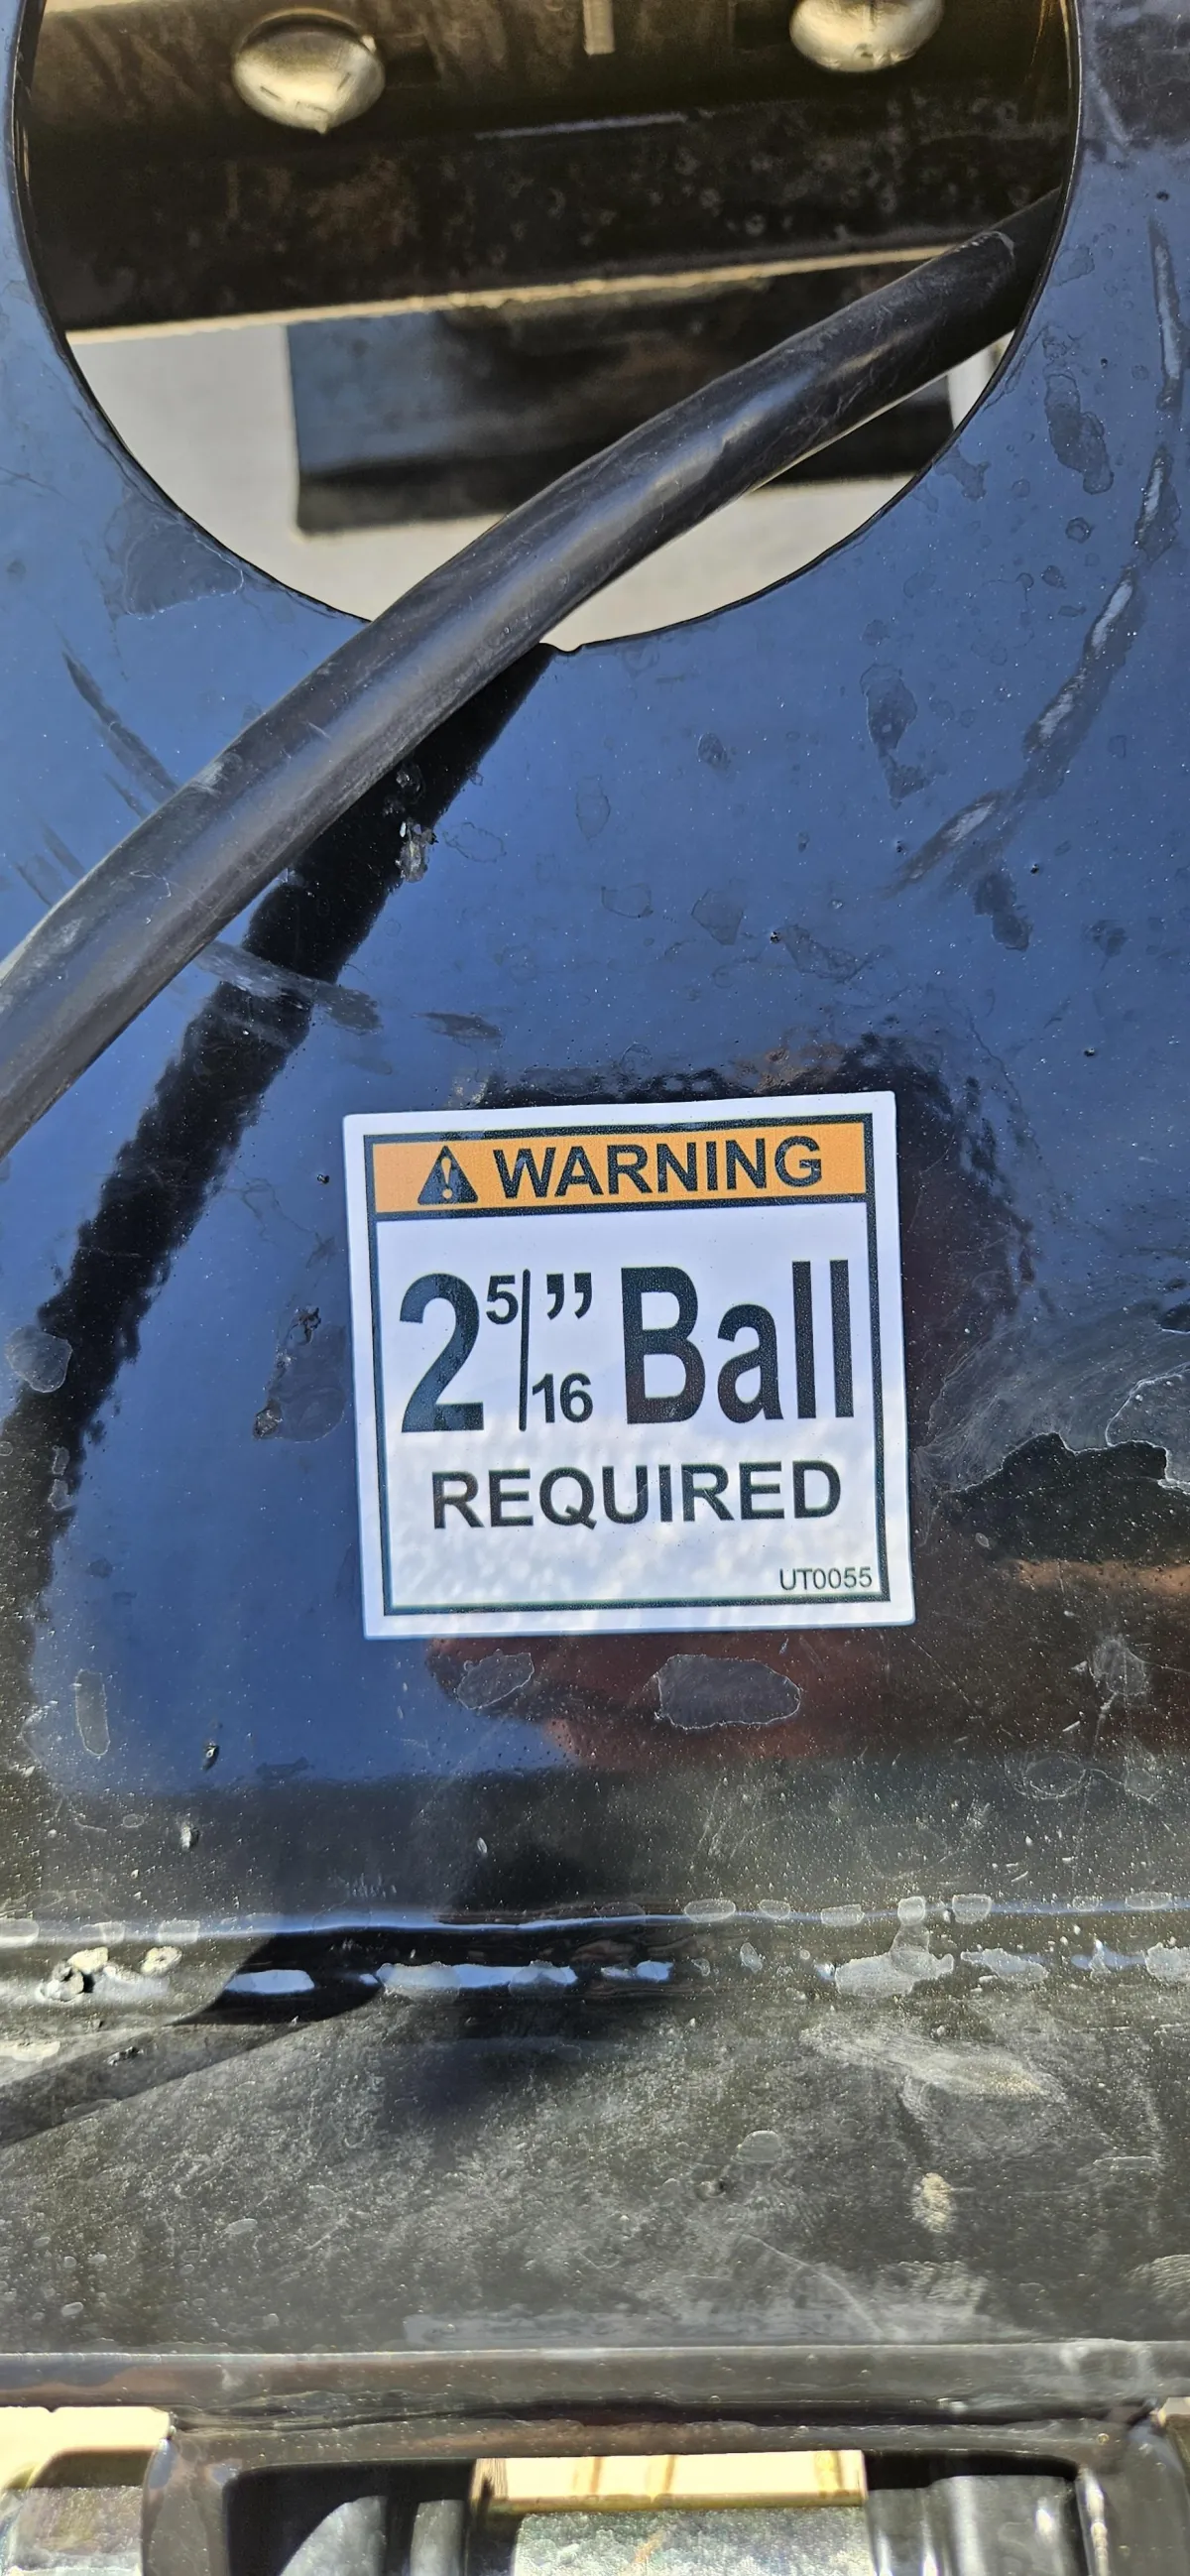 WARNING
2 5/16” Ball
REQUIRED
UT0055